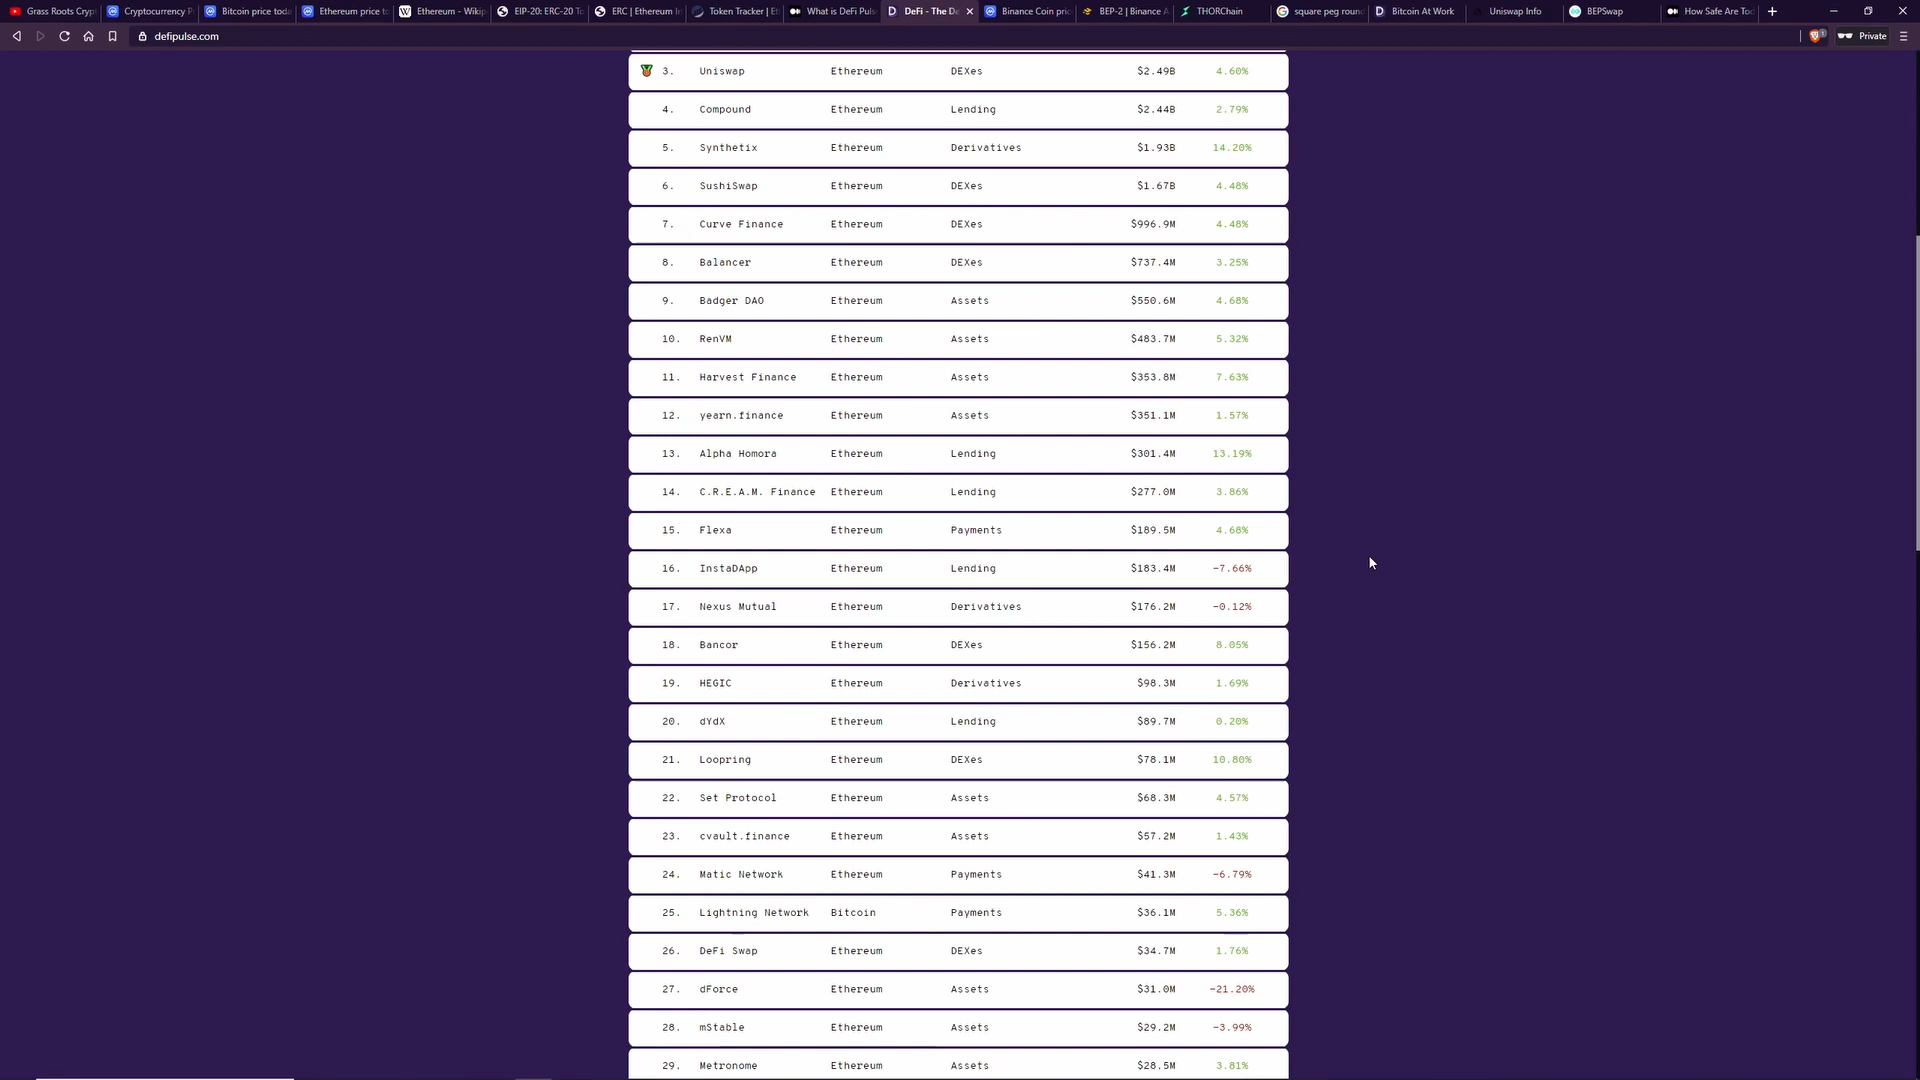 Grass Roots Crypt
Cryptocurrency P
Bitcoin price toda
Ethereum price to
Ethereum - Wikip
EIP-20: ERC-20 To
ERC | Ethereum In
Token Tracker | Et
What is DeFi Puls
DeFi - The De
Binance Coin pric
BEP-2 | Binance A
THORChain
square peg roun
Bitcoin At Work
Uniswap Info
BEPSwap
How Safe Are Tod
defipulse.com
1
Private
3. Uniswap Ethereum DEXes $2.49B 4.60%
4. Compound Ethereum Lending $2.44B 2.79%
5. Synthetix Ethereum Derivatives $1.93B 14.20%
6. SushiSwap Ethereum DEXes $1.67B 4.48%
7. Curve Finance Ethereum DEXes $996.9M 4.48%
8. Balancer Ethereum DEXes $737.4M 3.25%
9. Badger DAO Ethereum Assets $550.6M 4.68%
10. RenVM Ethereum Assets $483.7M 5.32%
11. Harvest Finance Ethereum Assets $353.8M 7.63%
12. yearn.finance Ethereum Assets $351.1M 1.57%
13. Alpha Homora Ethereum Lending $301.4M 13.19%
14. C.R.E.A.M. Finance Ethereum Lending $277.0M 3.86%
15. Flexa Ethereum Payments $189.5M 4.68%
16. InstaDApp Ethereum Lending $183.4M -7.66%
17. Nexus Mutual Ethereum Derivatives $176.2M -0.12%
18. Bancor Ethereum DEXes $156.2M 8.05%
19. HEGIC Ethereum Derivatives $98.3M 1.69%
20. dYdX Ethereum Lending $89.7M 0.20%
21. Loopring Ethereum DEXes $78.1M 10.80%
22. Set Protocol Ethereum Assets $68.3M 4.57%
23. cvault.finance Ethereum Assets $57.2M 1.43%
24. Matic Network Ethereum Payments $41.3M -6.79%
25. Lightning Network Bitcoin Payments $36.1M 5.36%
26. DeFi Swap Ethereum DEXes $34.7M 1.76%
27. dForce Ethereum Assets $31.0M -21.20%
28. mStable Ethereum Assets $29.2M -3.99%
29. Metronome Ethereum Assets $28.5M 3.81%